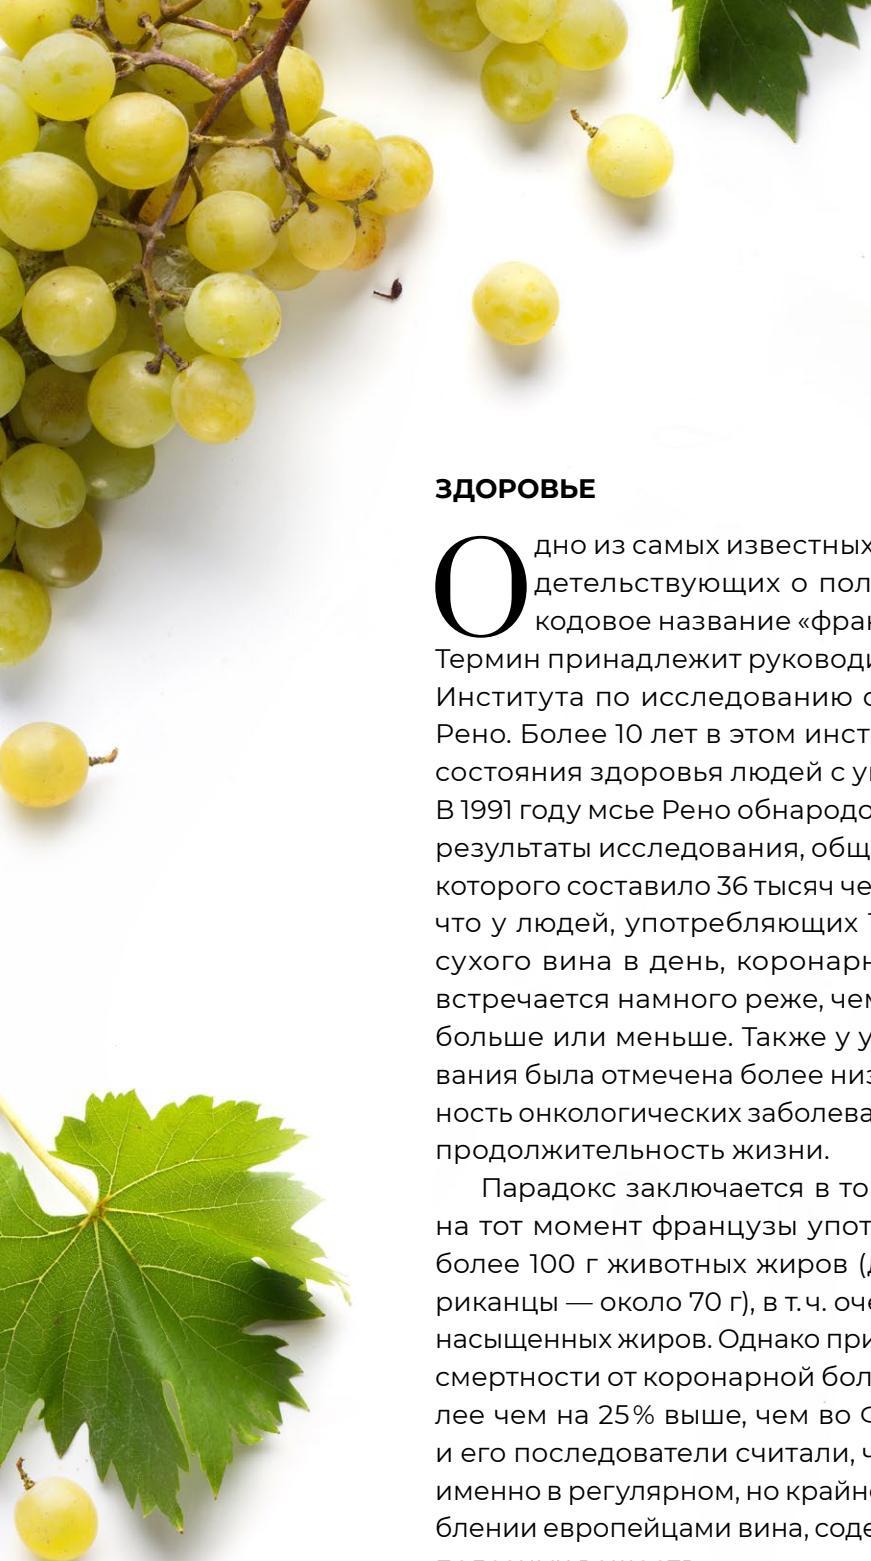 ЗДОРОВЬЕ
Одно из самых известных
детельствующих о пол
кодовое название «фран
Термин принадлежит руковод
Института по исследованию
Рено. Более 10 лет в этом инст
состояния здоровья людей с у
В 1991 году мсье Рено обнародо
результаты исследования, общ
которого составило 36 тысяч че
что у людей, употребляющих
сухого вина в день, коронарн
встречается намного реже, чем
больше или меньше. Также у у
вания была отмечена более низ
ность онкологических заболева
продолжительность жизни.
Парадокс заключается в то
на тот момент французы упот
более 100 г животных жиров (
риканцы — около 70 г), в т. ч. оче
насыщенных жиров. Однако при
смертности от коронарной бол
лее чем на 25% выше, чем во
и его последователи считали, ч
именно в регулярном, но крайне
блении европейцами вина, соде